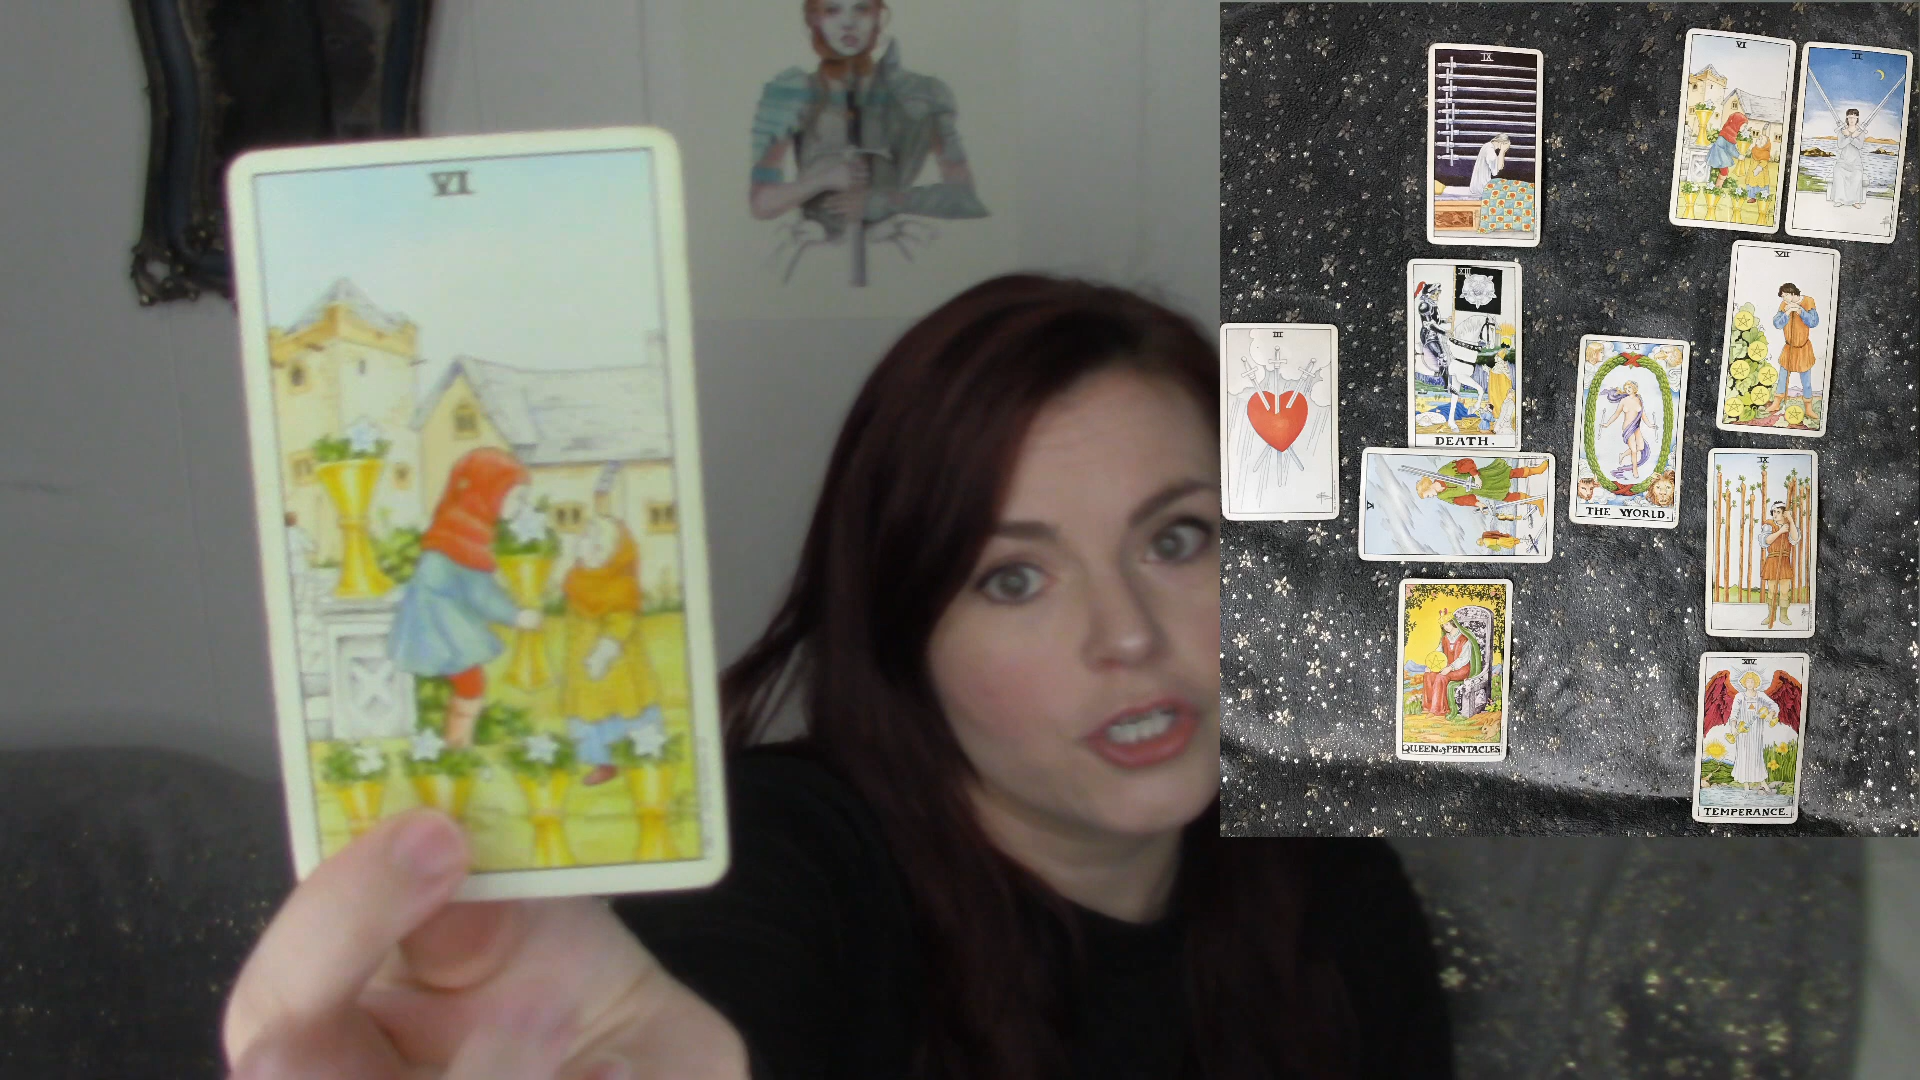 VI
IX
VI
II
VII
XIII
DEATH.
III
XXI
THE WORLD.
V
IX
QUEEN of PENTACLES
XIV
TEMPERANCE.